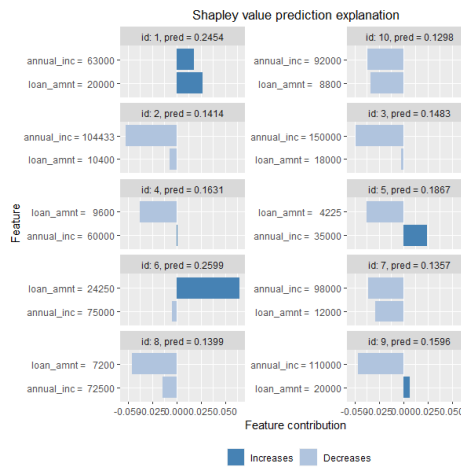 Shapley value prediction explanation
id: 1, pred = 0.2454
annual_inc = 63000
loan_amnt = 20000
id: 10, pred = 0.1298
annual_inc = 92000
loan_amnt = 8800
id: 2, pred = 0.1414
annual_inc = 104433
loan_amnt = 10400
id: 3, pred = 0.1483
annual_inc = 150000
loan_amnt = 18000
id: 4, pred = 0.1631
loan_amnt = 9600
annual_inc = 60000
id: 5, pred = 0.1867
loan_amnt = 4225
annual_inc = 35000
id: 6, pred = 0.2599
loan_amnt = 24250
annual_inc = 75000
id: 7, pred = 0.1357
annual_inc = 98000
loan_amnt = 12000
id: 8, pred = 0.1399
loan_amnt = 7200
annual_inc = 72500
id: 9, pred = 0.1596
annual_inc = 110000
loan_amnt = 20000
Feature
-0.050-0.0250.0000.0250.050
-0.050-0.0250.0000.0250.050
Feature contribution
Increases Decreases